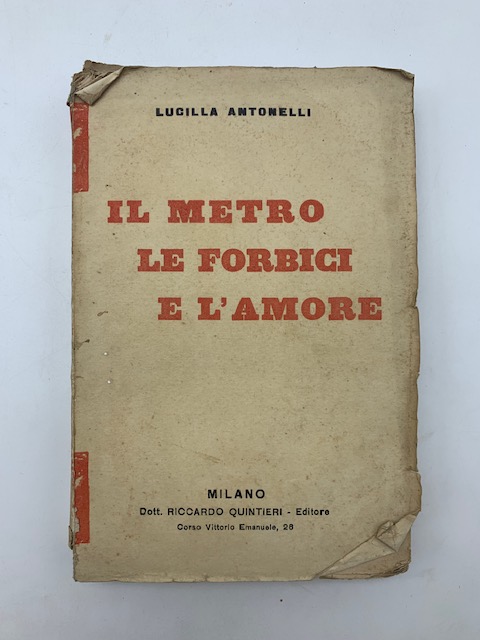 LUCILLA ANTONELLI
IL METRO
LE FORBICI
E L'AMORE
MILANO
Dott. RICCARDO QUINTIERI - Editore
Corso Vittorio Emanuele, 26